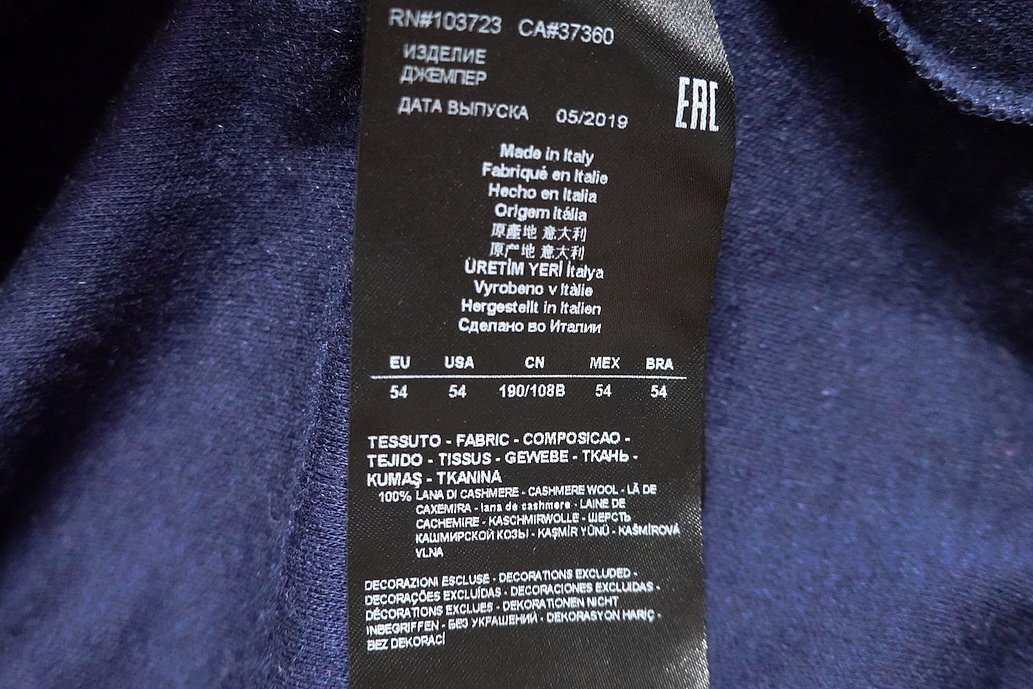 RN#103723 CA#37360
ИЗДЕЛИЕ
ДЖЕМПЕР
ДАТА ВЫПУСКА 05/2019
EAC
Made in Italy
Fabriqué en Italie
Hecho en Italia
Origem Itália
原產地 意大利
原产地 意大利
ÜRETİM YERİ İtalya
Vyrobeno v Itálie
Hergestellt in Italien
Сделано во Италии
EU USA CN MEX BRA
54 54 190/108B 54 54
TESSUTO - FABRIC - COMPOSICAO -
TEJIDO - TISSUS - GEWEBE - ТКАНЬ -
KUMAŞ - TKANINA
100% LANA DI CASHMERE - CASHMERE WOOL - LÃ DE
CAXEMIRA - lana de cashmere - LAINE DE
CACHEMIRE - KASCHMIRWOLLE - ШЕРСТЬ
КАШМИРСКОЙ КОЗЫ - KAŞMİR YÜNÜ - KAŠMÍROVÁ
VLNA
DECORAZIONI ESCLUSE - DECORATIONS EXCLUDED -
DECORAÇÕES EXCLUÍDAS - DECORACIONES EXCLUIDAS -
DÉCORATIONS EXCLUES - DEKORATIONEN NICHT
INBEGRIFFEN - БЕЗ УКРАШЕНИЙ - DEKORASYON HARİÇ -
BEZ DEKORACÍ